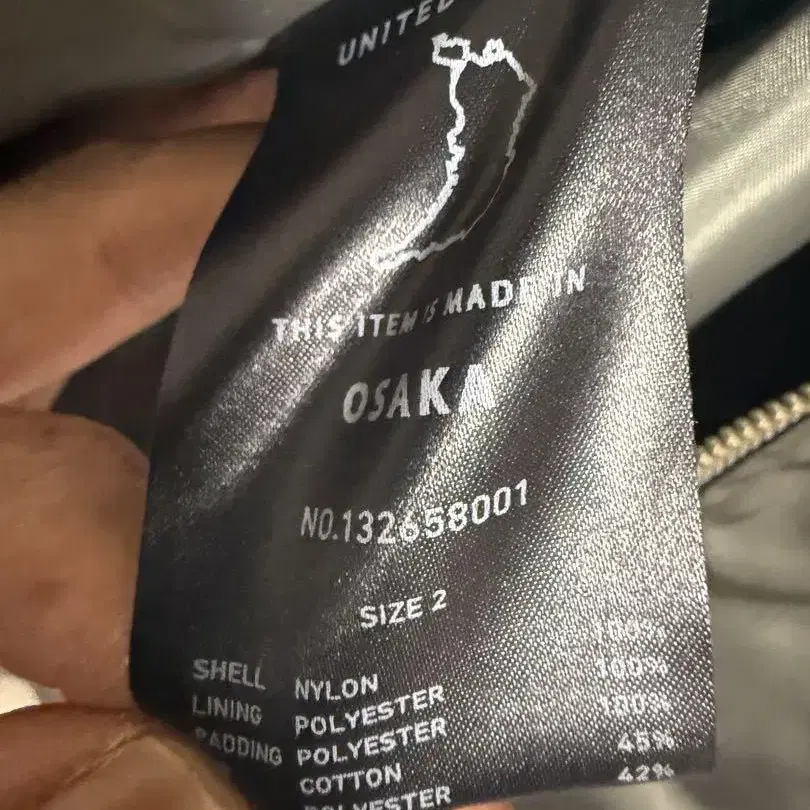 UNITED
THIS ITEM IS MADE IN
OSAKA
NO.132658001
SIZE 2
100%
SHELL NYLON 100%
LINING POLYESTER 100%
PADDING POLYESTER 45%
COTTON 42%
POLYESTER